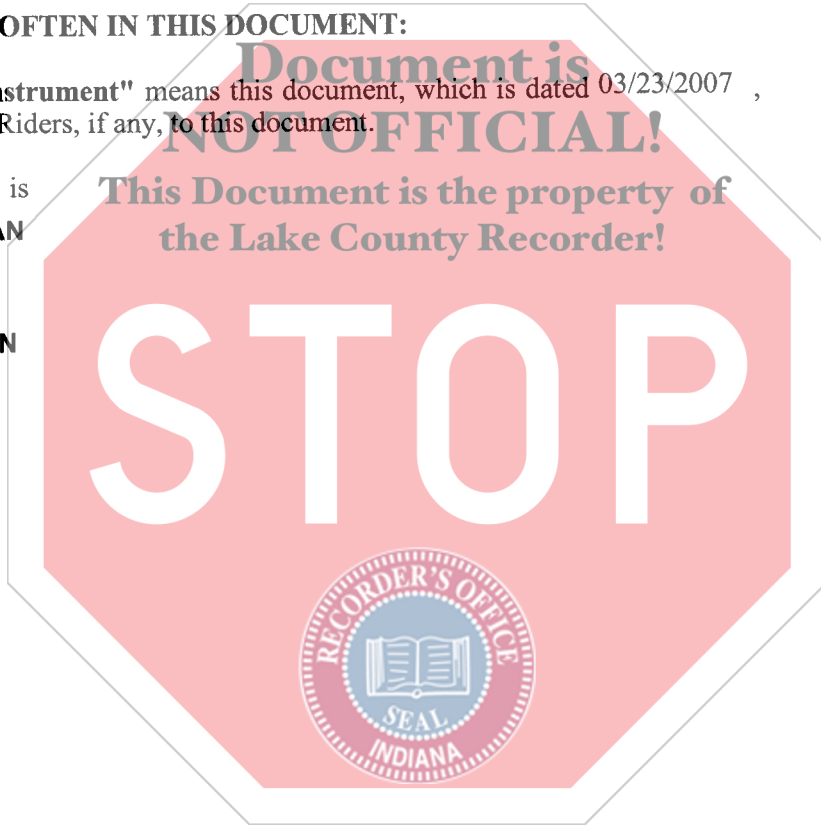 OFTEN IN THIS DOCUMENT:
Document is
nstrument" means this document, which is dated 03/23/2007 ,
NOT OFFICIAL!
Riders, if any, to this document.
This Document is the property of
is
the Lake County Recorder!
AN
N
STOP
RECORDER'S OFFICE
SEAL
INDIANA